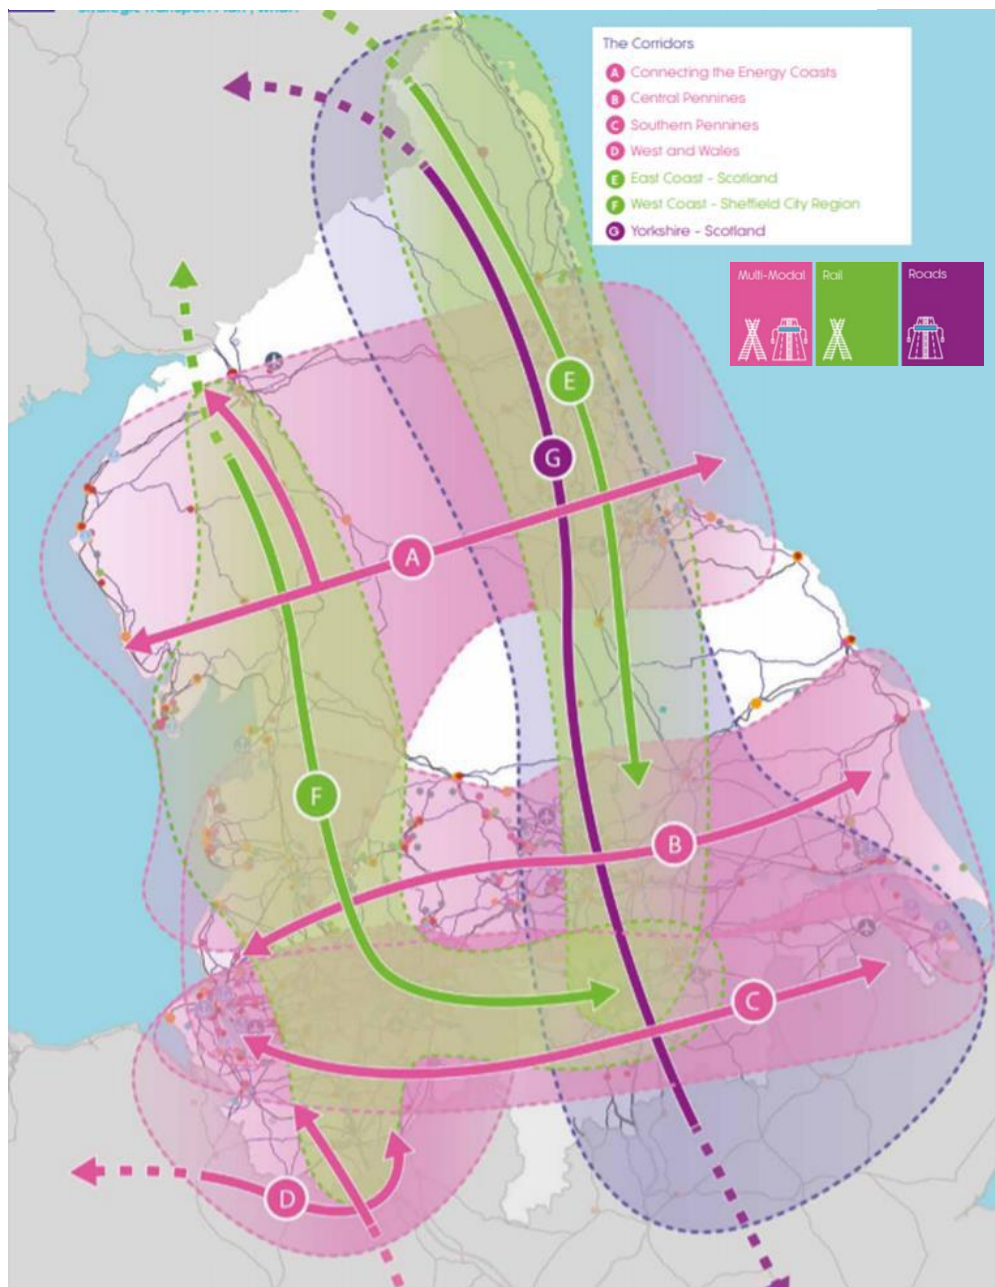 The Corridors
A Connecting the Energy Coasts
B Central Pennines
C Southern Pennines
D West and Wales
E East Coast - Scotland
F West Coast - Sheffield City Region
G Yorkshire - Scotland
Multi-Modal
Rail
Roads
E
G
A
F
B
C
D